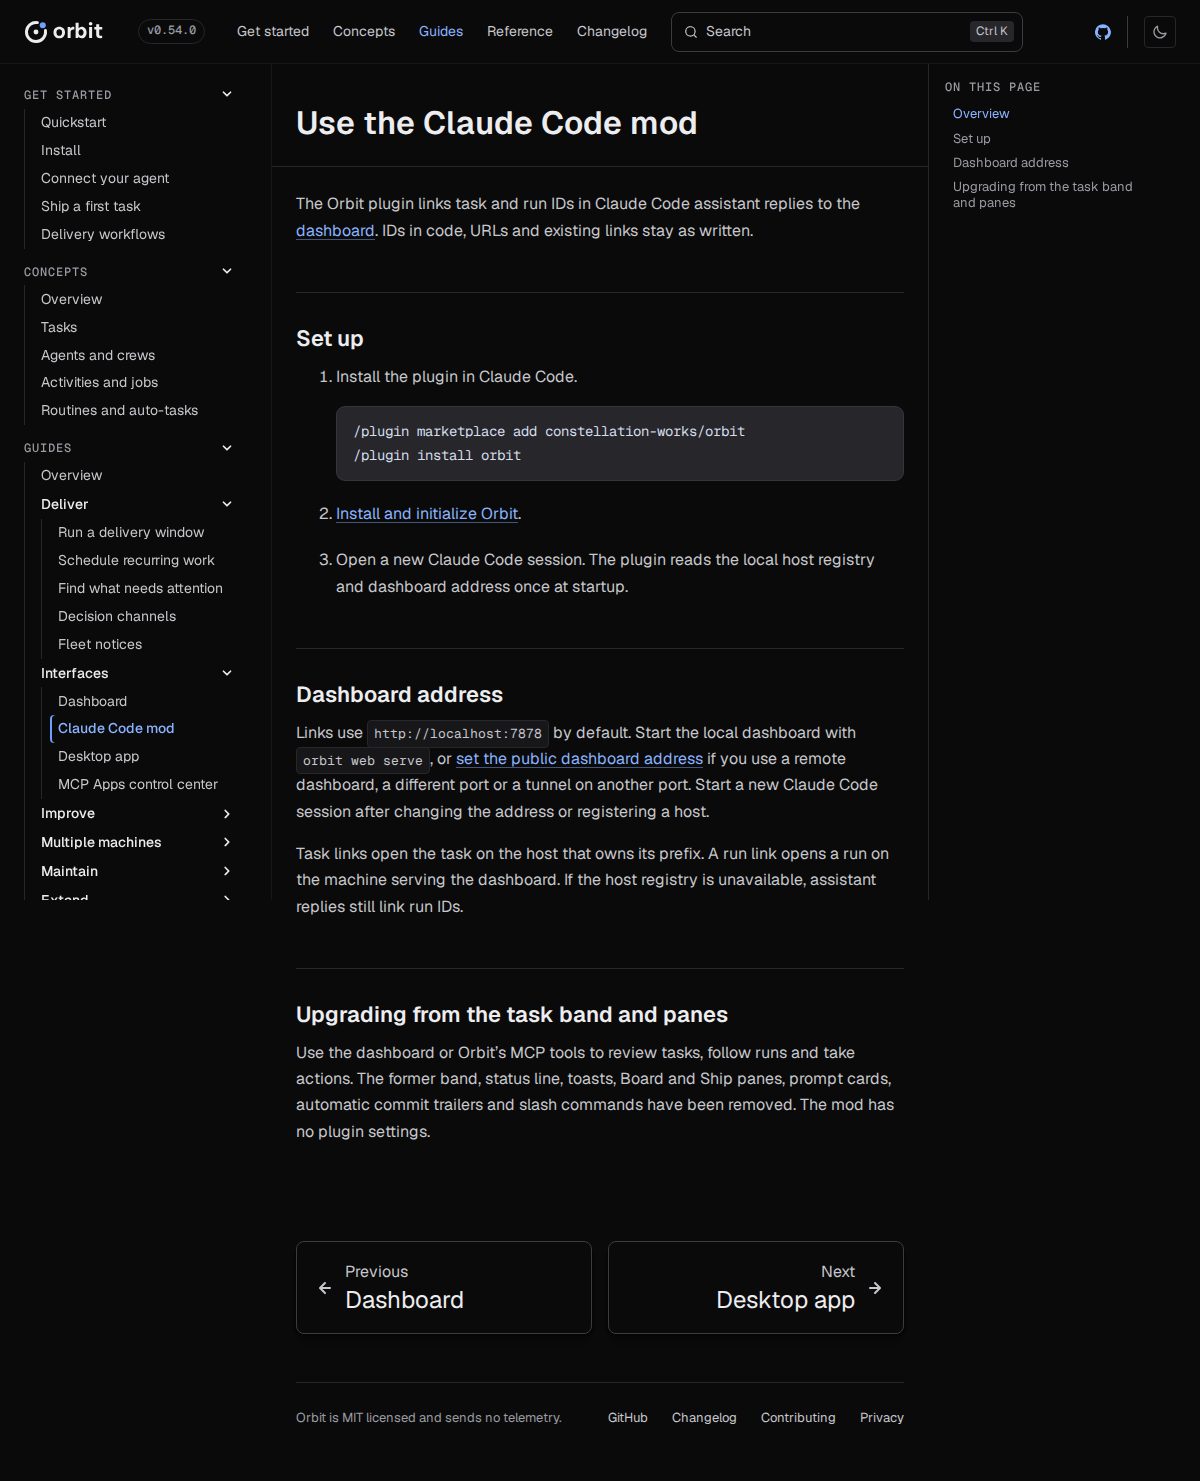 orbit
v0.54.0
Get started
Concepts
Guides
Reference
Changelog
Search
Ctrl K
GET STARTED
Quickstart
Install
Connect your agent
Ship a first task
Delivery workflows
CONCEPTS
Overview
Tasks
Agents and crews
Activities and jobs
Routines and auto-tasks
GUIDES
Overview
Deliver
Run a delivery window
Schedule recurring work
Find what needs attention
Decision channels
Fleet notices
Interfaces
Dashboard
Claude Code mod
Desktop app
MCP Apps control center
Improve
Multiple machines
Maintain
Extend
Use the Claude Code mod
The Orbit plugin links task and run IDs in Claude Code assistant replies to the
dashboard. IDs in code, URLs and existing links stay as written.
Set up
1. Install the plugin in Claude Code.
/plugin marketplace add constellation-works/orbit
/plugin install orbit
2. Install and initialize Orbit.
3. Open a new Claude Code session. The plugin reads the local host registry
and dashboard address once at startup.
Dashboard address
Links use http://localhost:7878 by default. Start the local dashboard with
orbit web serve, or set the public dashboard address if you use a remote
dashboard, a different port or a tunnel on another port. Start a new Claude Code
session after changing the address or registering a host.
Task links open the task on the host that owns its prefix. A run link opens a run on
the machine serving the dashboard. If the host registry is unavailable, assistant
replies still link run IDs.
Upgrading from the task band and panes
Use the dashboard or Orbit’s MCP tools to review tasks, follow runs and take
actions. The former band, status line, toasts, Board and Ship panes, prompt cards,
automatic commit trailers and slash commands have been removed. The mod has
no plugin settings.
Previous
Dashboard
Next
Desktop app
Orbit is MIT licensed and sends no telemetry.
GitHub
Changelog
Contributing
Privacy
ON THIS PAGE
Overview
Set up
Dashboard address
Upgrading from the task band
and panes